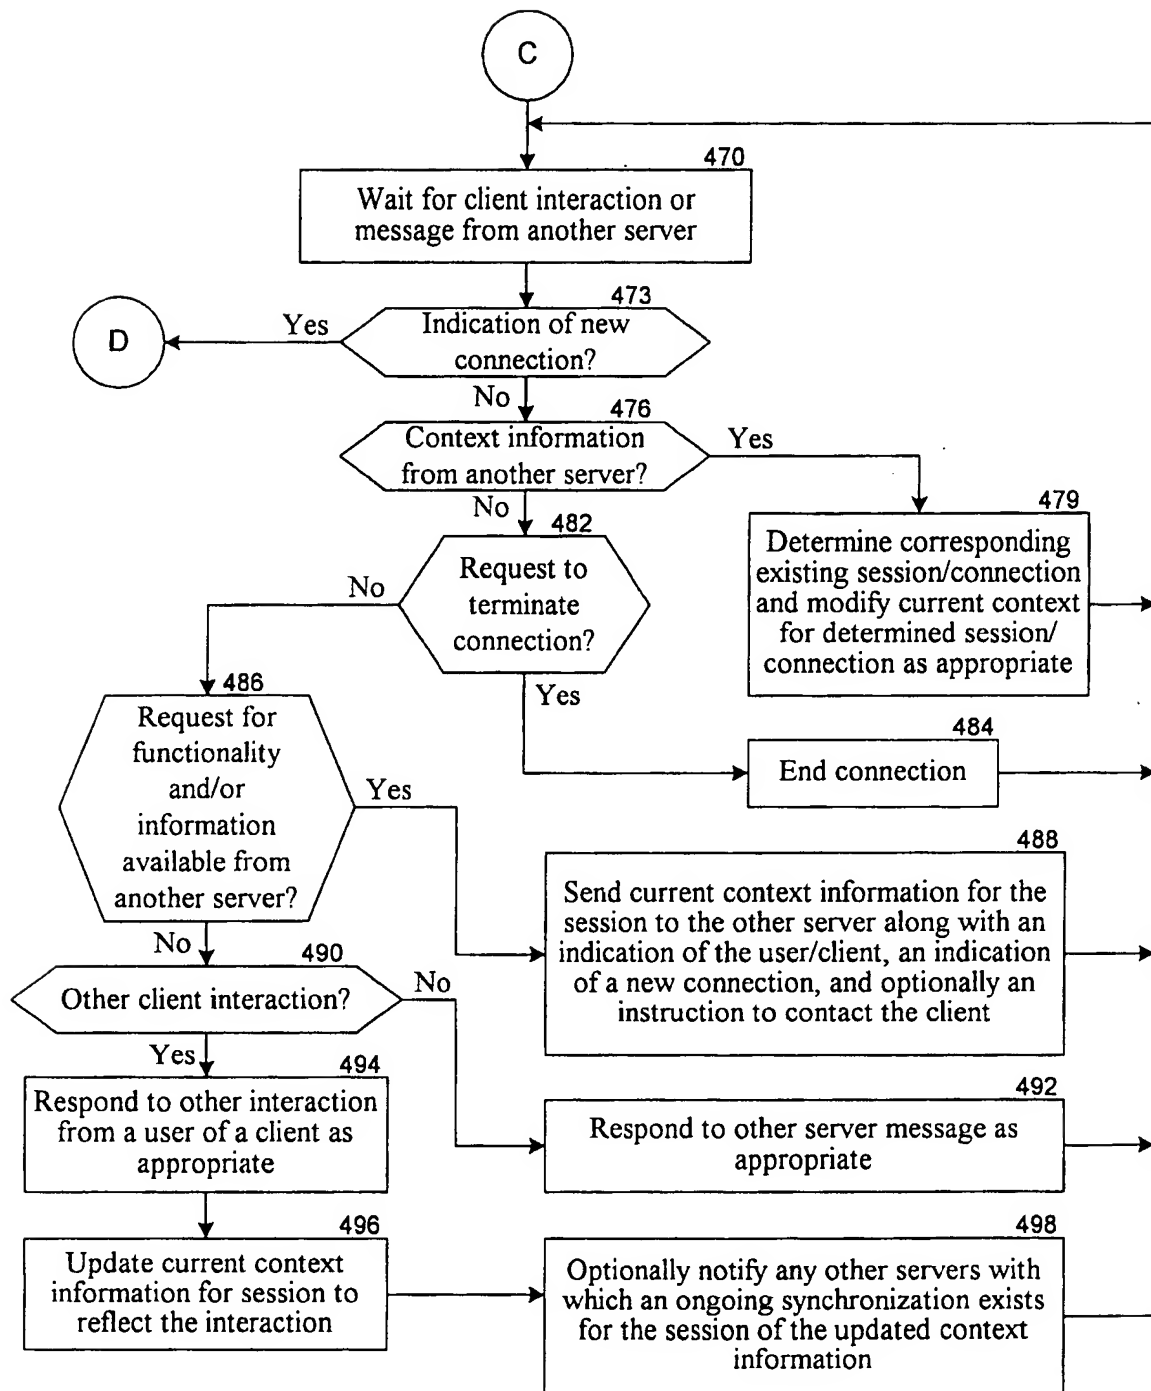 C
470
Wait for client interaction or
message from another server
473
Indication of new
connection?
Yes
D
No
476
Context information
from another server?
Yes
No
479
Determine corresponding
existing session/connection
and modify current context
for determined session/
connection as appropriate
482
Request to
terminate
connection?
No
Yes
484
End connection
486
Request for
functionality
and/or
information
available from
another server?
Yes
No
488
Send current context information for the
session to the other server along with an
indication of the user/client, an indication
of a new connection, and optionally an
instruction to contact the client
490
Other client interaction?
No
Yes
492
Respond to other server message as
appropriate
494
Respond to other interaction
from a user of a client as
appropriate
496
Update current context
information for session to
reflect the interaction
498
Optionally notify any other servers with
which an ongoing synchronization exists
for the session of the updated context
information